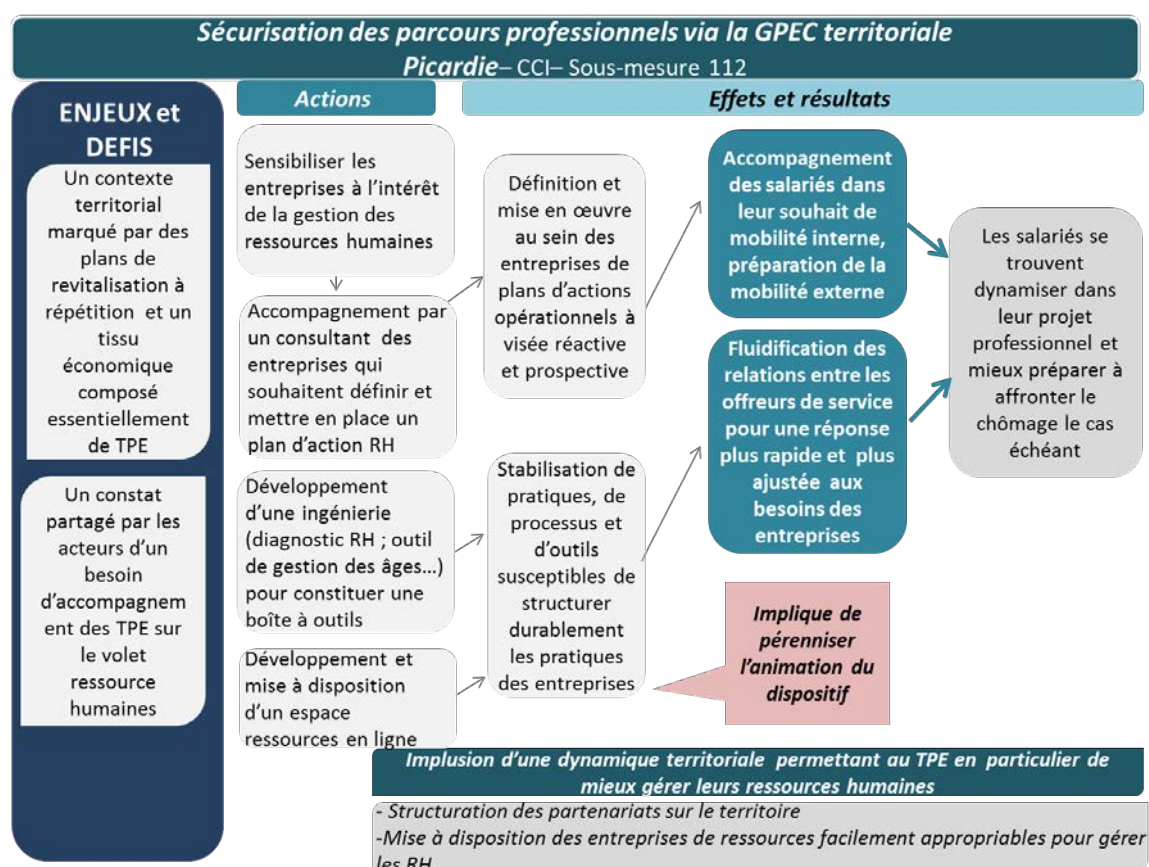 Sécurisation des parcours professionnels via la GPEC territoriale
Picardie– CCI– Sous-mesure 112
ENJEUX et
DEFIS
Un contexte
territorial
marqué par des
plans de
revitalisation à
répétition et un
tissu
économique
composé
essentiellement
de TPE
Un constat
partagé par les
acteurs d'un
besoin
d'accompagnem
ent des TPE sur
le volet
ressource
humaines
Actions
Sensibiliser les
entreprises à l'intérêt
de la gestion des
ressources humaines
Accompagnement par
un consultant des
entreprises qui
souhaitent définir et
mettre en place un
plan d'action RH
Développement
d'une ingénierie
(diagnostic RH ; outil
de gestion des âges…)
pour constituer une
boîte à outils
Développement et
mise à disposition
d'un espace
ressources en ligne
Effets et résultats
Définition et
mise en œuvre
au sein des
entreprises de
plans d'actions
opérationnels à
visée réactive
et prospective
Stabilisation de
pratiques, de
processus et
d'outils
susceptibles de
structurer
durablement
les pratiques
des entreprises
Accompagnement
des salariés dans
leur souhait de
mobilité interne,
préparation de la
mobilité externe
Fluidification des
relations entre les
offreurs de service
pour une réponse
plus rapide et plus
ajustée aux
besoins des
entreprises
Les salariés se
trouvent
dynamiser dans
leur projet
professionnel et
mieux préparer à
affronter le
chômage le cas
échéant
Implique de
pérenniser
l'animation du
dispositif
Implusion d'une dynamique territoriale permettant au TPE en particulier de
mieux gérer leurs ressources humaines
- Structuration des partenariats sur le territoire
-Mise à disposition des entreprises de ressources facilement appropriables pour gérer
les RH